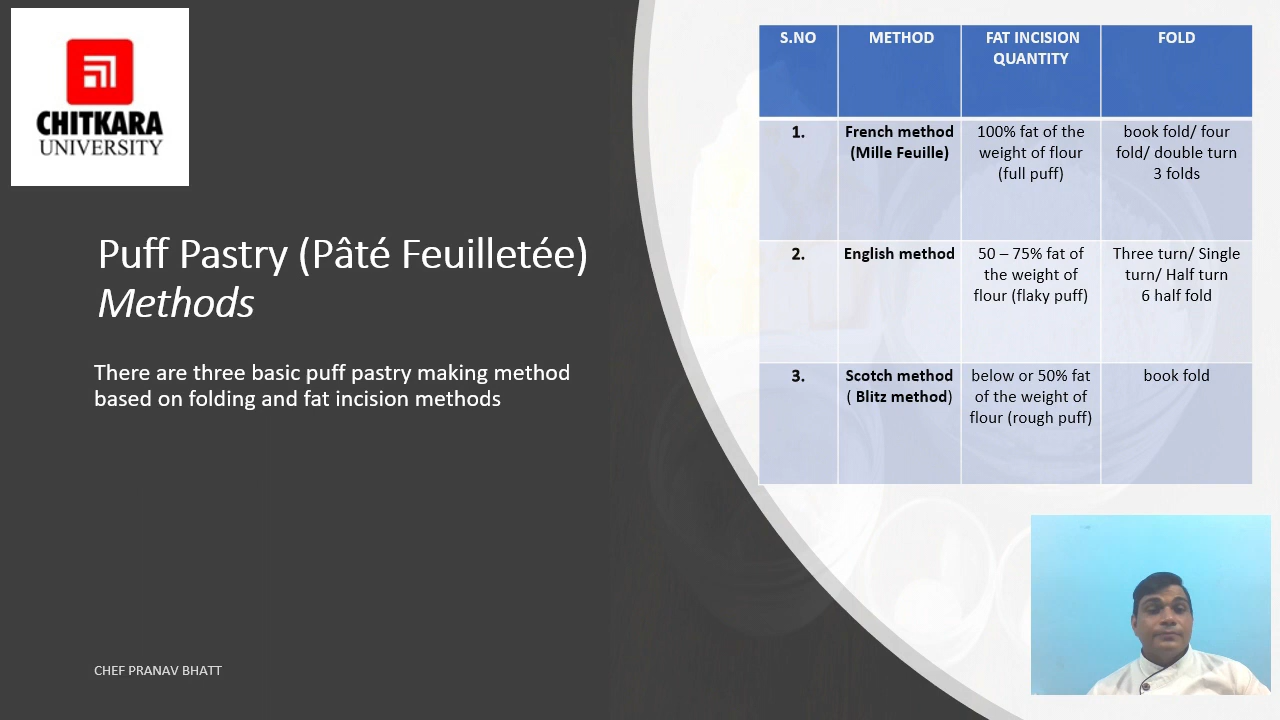 CHITKARA
UNIVERSITY
Puff Pastry (Pâté Feuilletée)
Methods
There are three basic puff pastry making method
based on folding and fat incision methods
CHEF PRANAV BHATT
S.NO
METHOD
FAT INCISION
QUANTITY
FOLD
1.
French method
(Mille Feuille)
100% fat of the
weight of flour
(full puff)
book fold/ four
fold/ double turn
3 folds
2.
English method
50 – 75% fat of
the weight of
flour (flaky puff)
Three turn/ Single
turn/ Half turn
6 half fold
3.
Scotch method
( Blitz method)
below or 50% fat
of the weight of
flour (rough puff)
book fold